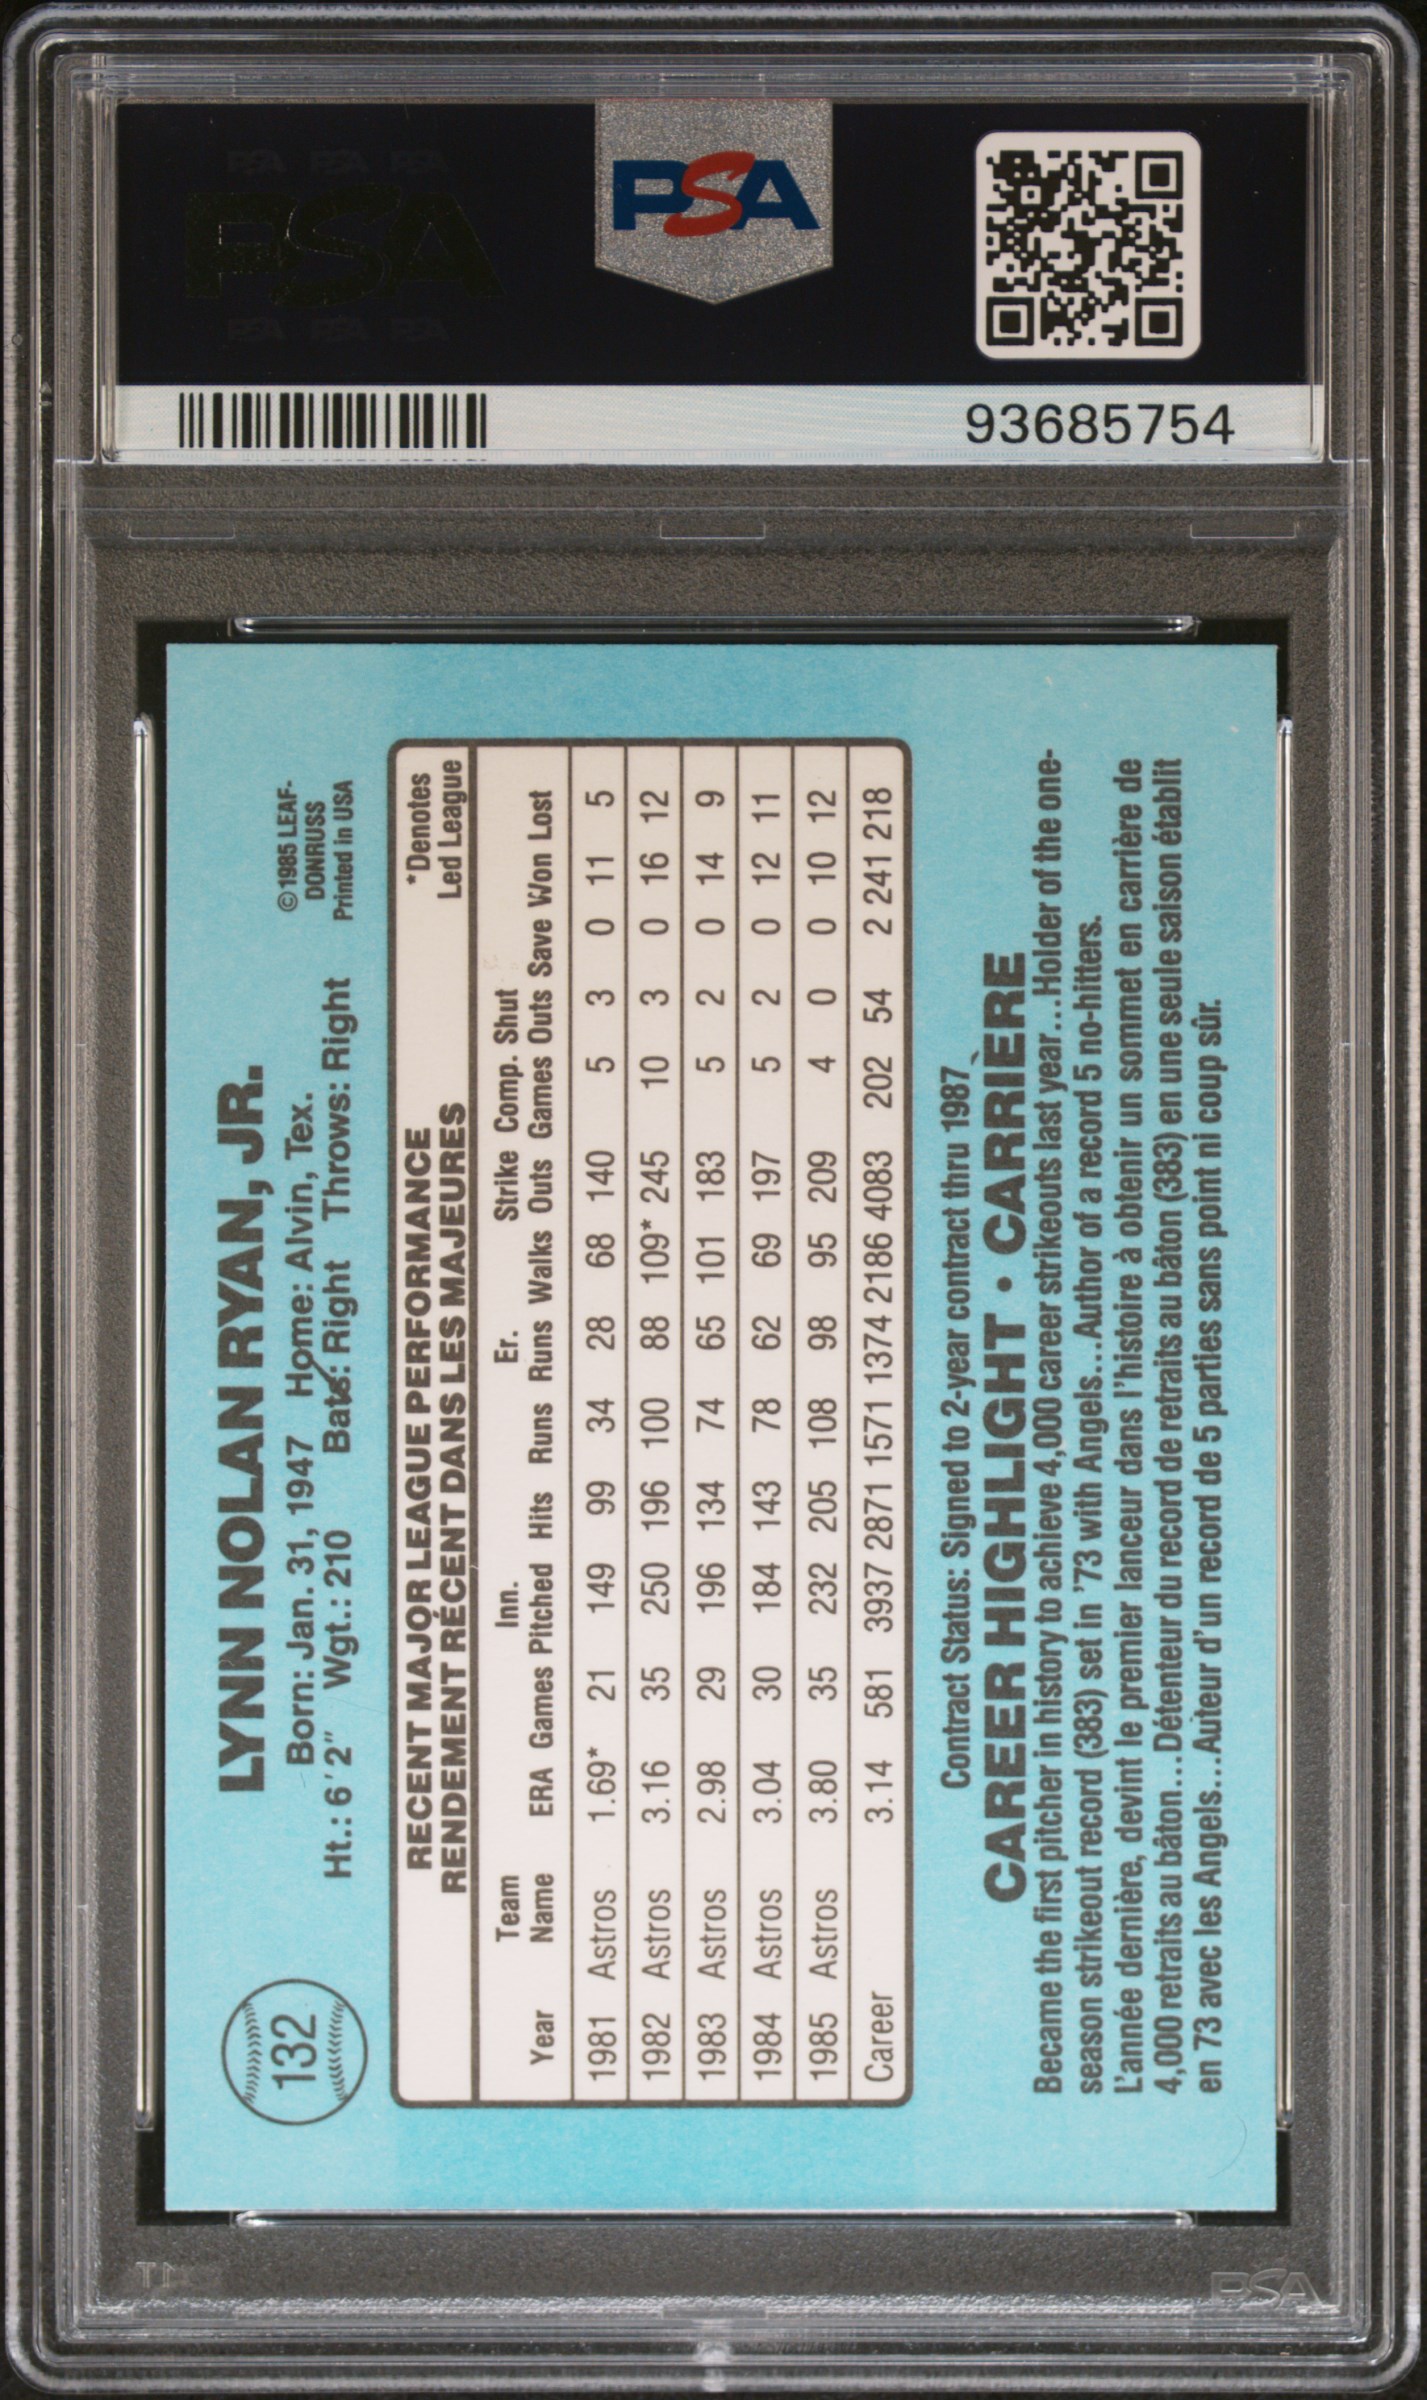 PSA PSA PSA
PSA
PSA PSA PSA
PSA
93685754
132
LYNN NOLAN RYAN, JR.
Born: Jan. 31, 1947 Home: Alvin, Tex.
Ht.: 6'2" Wgt.: 210 Bats: Right Throws: Right
©1985 LEAF-
DONRUSS
Printed in USA
RECENT MAJOR LEAGUE PERFORMANCE
RENDEMENT RÉCENT DANS LES MAJEURES
*Denotes
Led League
Team Inn. Er. Strike Comp. Shut
Year Name ERA Games Pitched Hits Runs Runs Walks Outs Games Outs Save Won Lost
1981 Astros 1.69* 21 149 99 34 28 68 140 5 3 0 11 5
1982 Astros 3.16 35 250 196 100 88 109* 245 10 3 0 16 12
1983 Astros 2.98 29 196 134 74 65 101 183 5 2 0 14 9
1984 Astros 3.04 30 184 143 78 62 69 197 5 2 0 12 11
1985 Astros 3.80 35 232 205 108 98 95 209 4 0 0 10 12
Career 3.14 581 3937 2871 1571 1374 2186 4083 202 54 2 241 218
Contract Status: Signed to 2-year contract thru 1987
CAREER HIGHLIGHT • CARRIÈRE
Became the first pitcher in history to achieve 4,000 career strikeouts last year...Holder of the one-
season strikeout record (383) set in '73 with Angels...Author of a record 5 no-hitters.
L'année dernière, devint le premier lanceur dans l'histoire à obtenir un sommet en carrière de
4,000 retraits au bâton...Détenteur du record de retraits au bâton (383) en une seule saison établit
en 73 avec les Angels...Auteur d'un record de 5 parties sans point ni coup sûr.
PSA